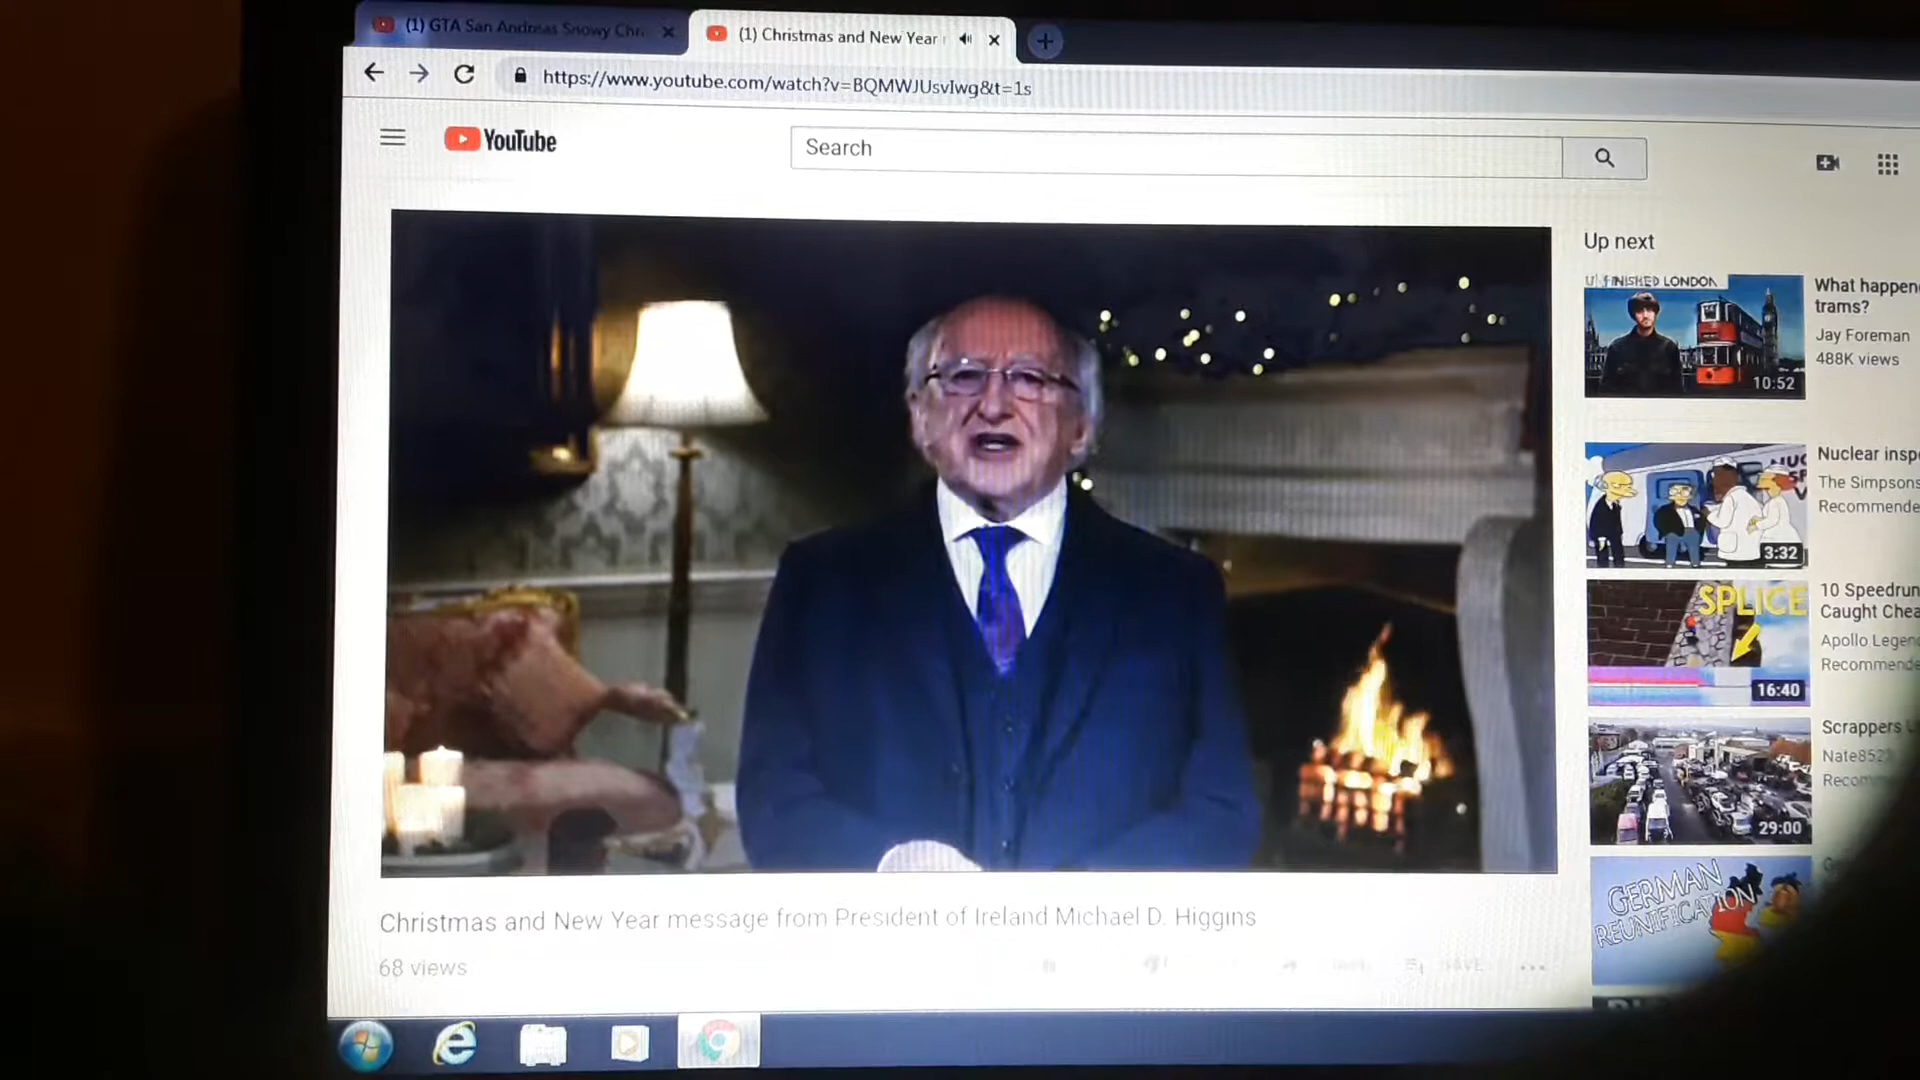 (1) GTA San Andreas Snowy Chr
(1) Christmas and New Year
https://www.youtube.com/watch?v=BQMWJUsvIwg&t=1s
YouTube
Search
Up next
UNFINISHED LONDON
10:52
What happen
trams?
Jay Foreman
488K views
3:32
Nuclear insp
The Simpsons
Recommende
SPLICE
16:40
10 Speedrun
Caught Chea
Apollo Legen
Recommende
29:00
Scrappers
Nate852
Recom
GERMAN
REUNIFICATION
Christmas and New Year message from President of Ireland Michael D. Higgins
68 views
SAVE